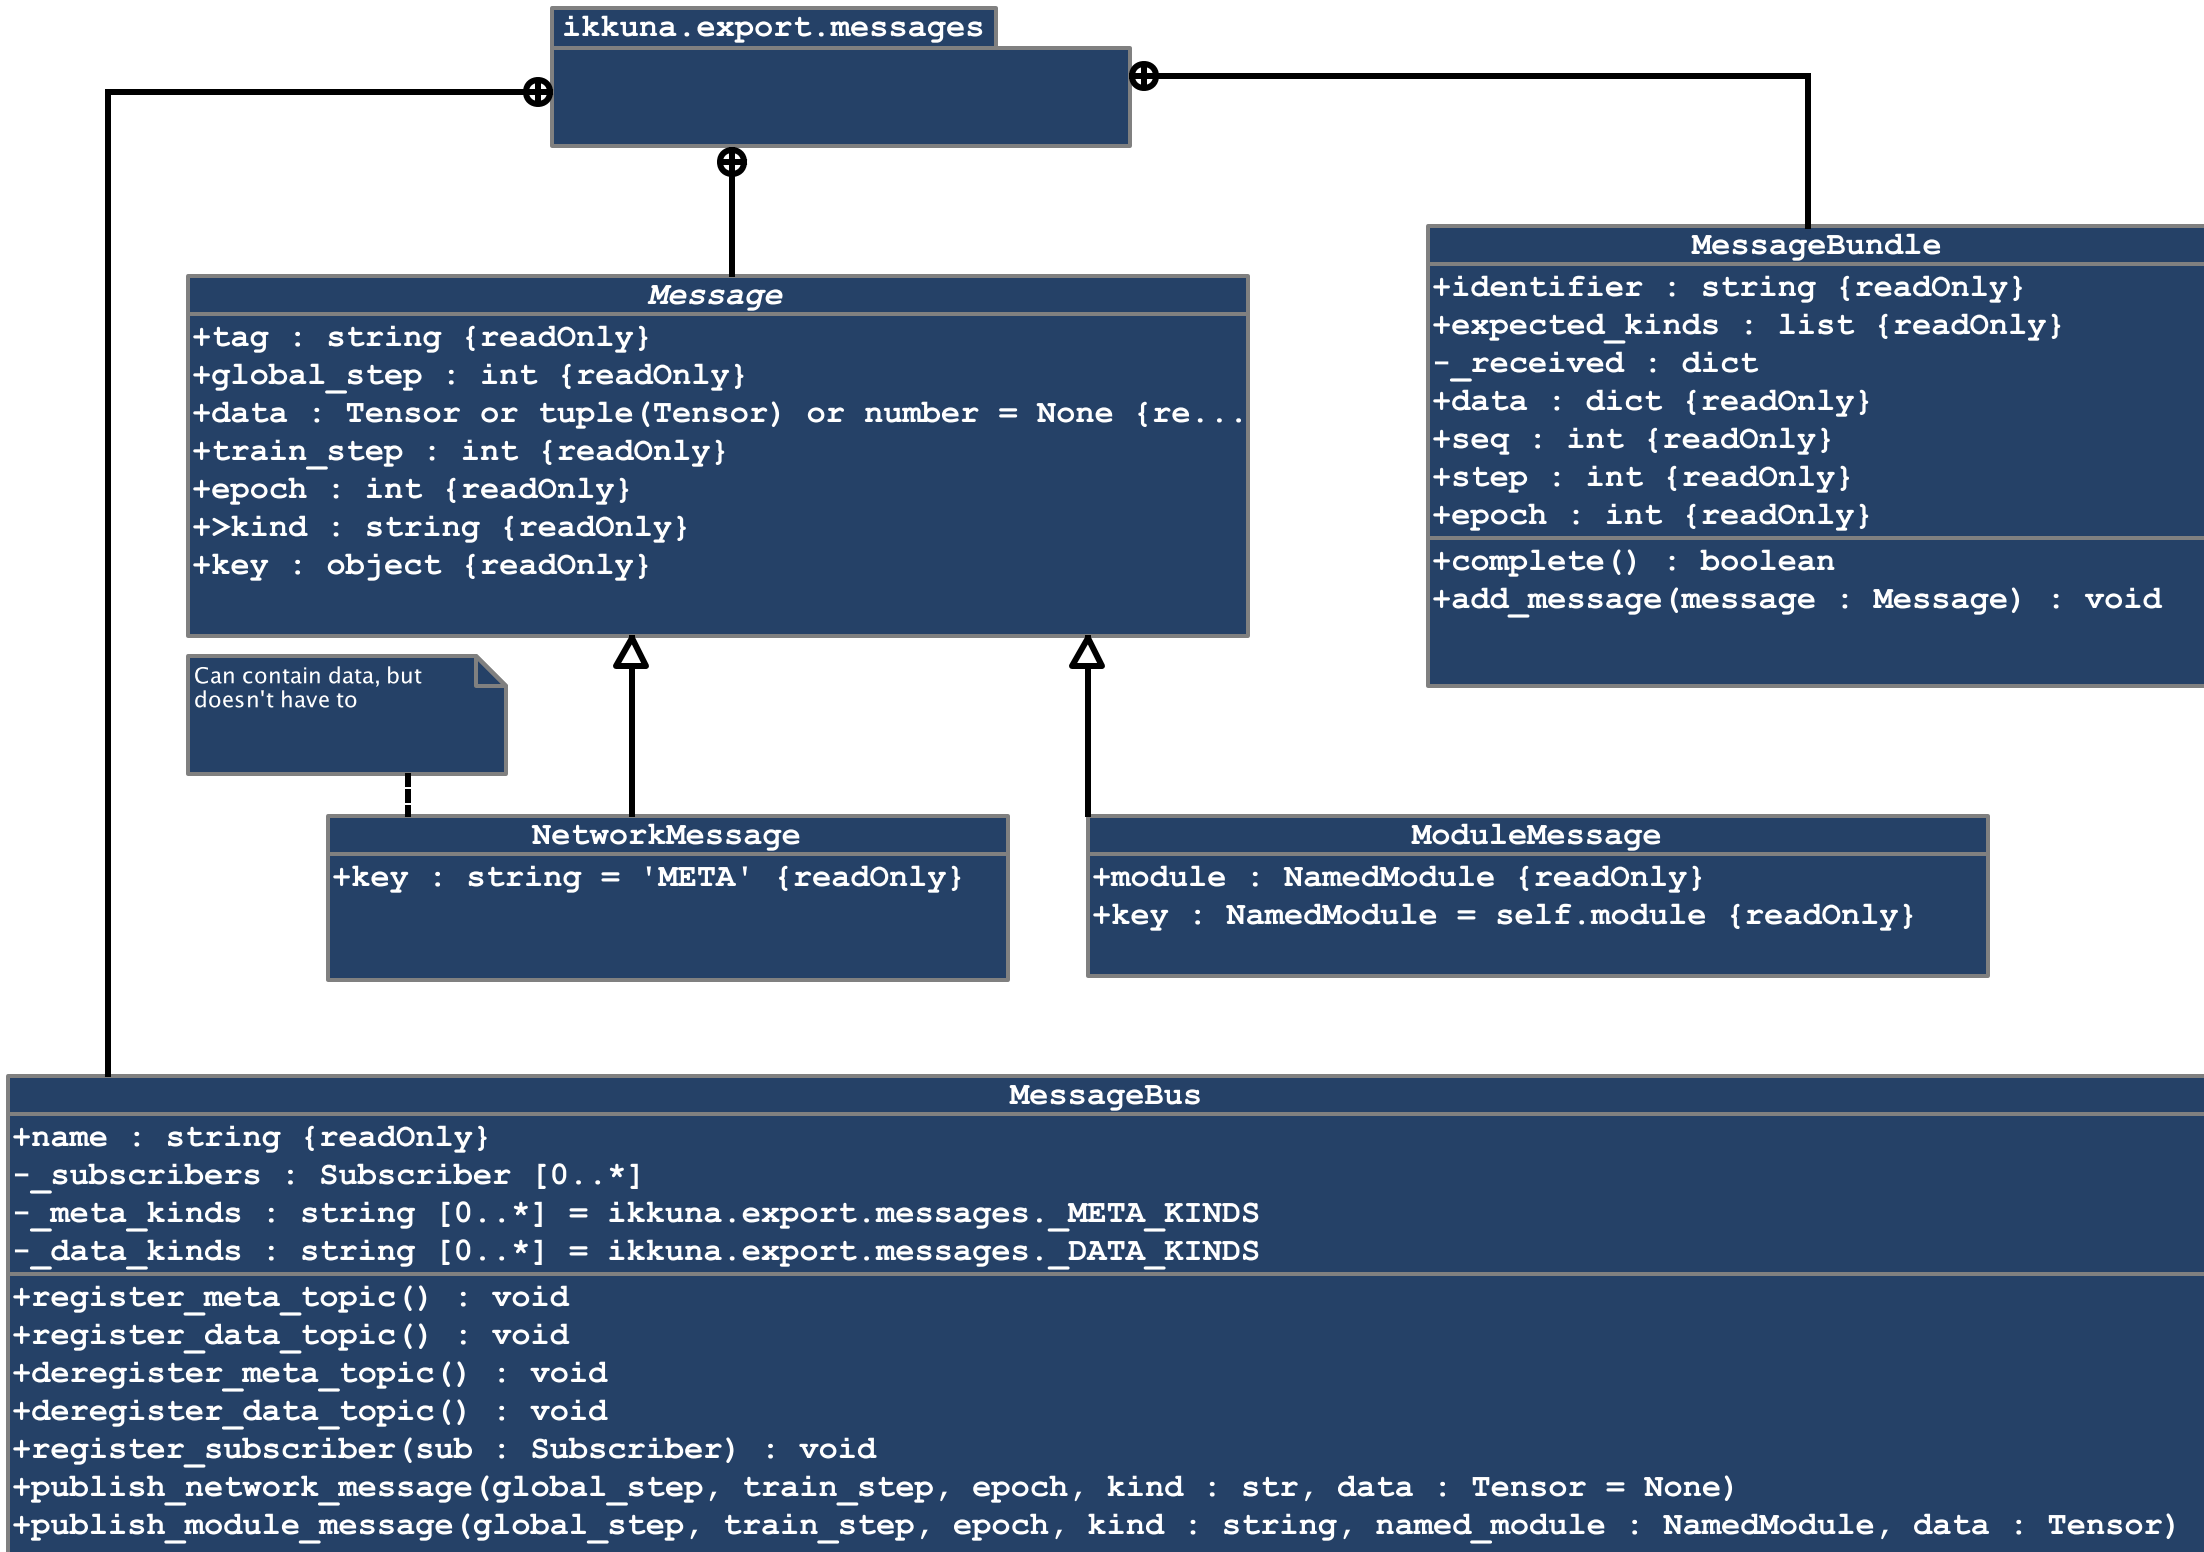 ikkuna.export.messages
MessageBundle
+identifier : string {readOnly}
+expected_kinds : list {readOnly}
-_received : dict
+data : dict {readOnly}
+seq : int {readOnly}
+step : int {readOnly}
+epoch : int {readOnly}
+complete() : boolean
+add_message(message : Message) : void
Message
+tag : string {readOnly}
+global_step : int {readOnly}
+data : Tensor or tuple(Tensor) or number = None {re...
+train_step : int {readOnly}
+epoch : int {readOnly}
+>kind : string {readOnly}
+key : object {readOnly}
Can contain data, but
doesn't have to
NetworkMessage
+key : string = 'META' {readOnly}
ModuleMessage
+module : NamedModule {readOnly}
+key : NamedModule = self.module {readOnly}
MessageBus
+name : string {readOnly}
-_subscribers : Subscriber [0..*]
-_meta_kinds : string [0..*] = ikkuna.export.messages._META_KINDS
-_data_kinds : string [0..*] = ikkuna.export.messages._DATA_KINDS
+register_meta_topic() : void
+register_data_topic() : void
+deregister_meta_topic() : void
+deregister_data_topic() : void
+register_subscriber(sub : Subscriber) : void
+publish_network_message(global_step, train_step, epoch, kind : str, data : Tensor = None)
+publish_module_message(global_step, train_step, epoch, kind : string, named_module : NamedModule, data : Tensor)